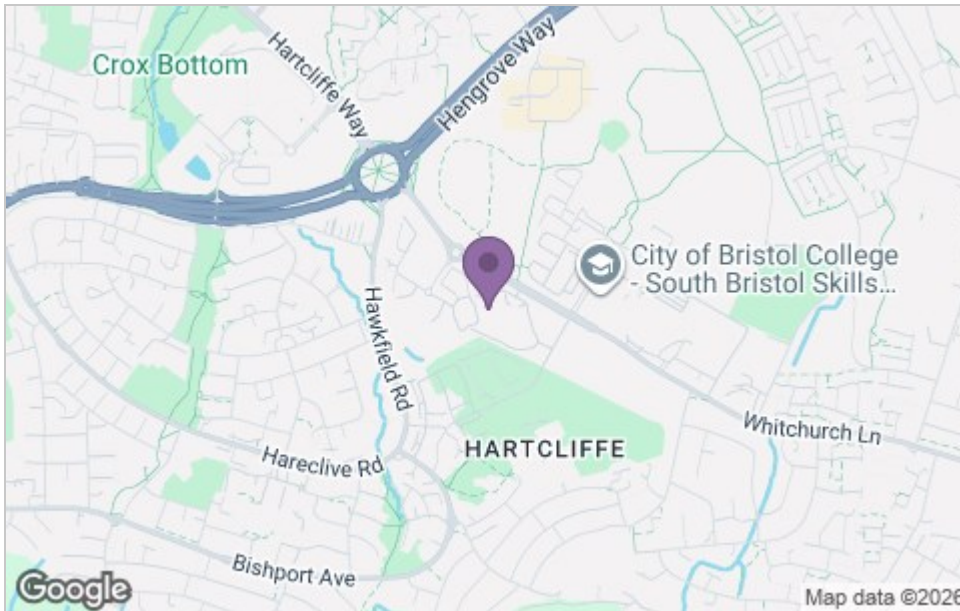 Crox Bottom
Hartcliffe Way
Hengrove Way
City of Bristol College
- South Bristol Skills...
Hawkfield Rd
Whitchurch Ln
HARTCLIFFE
Hareclive Rd
Bishport Ave
Google
Map data ©2026